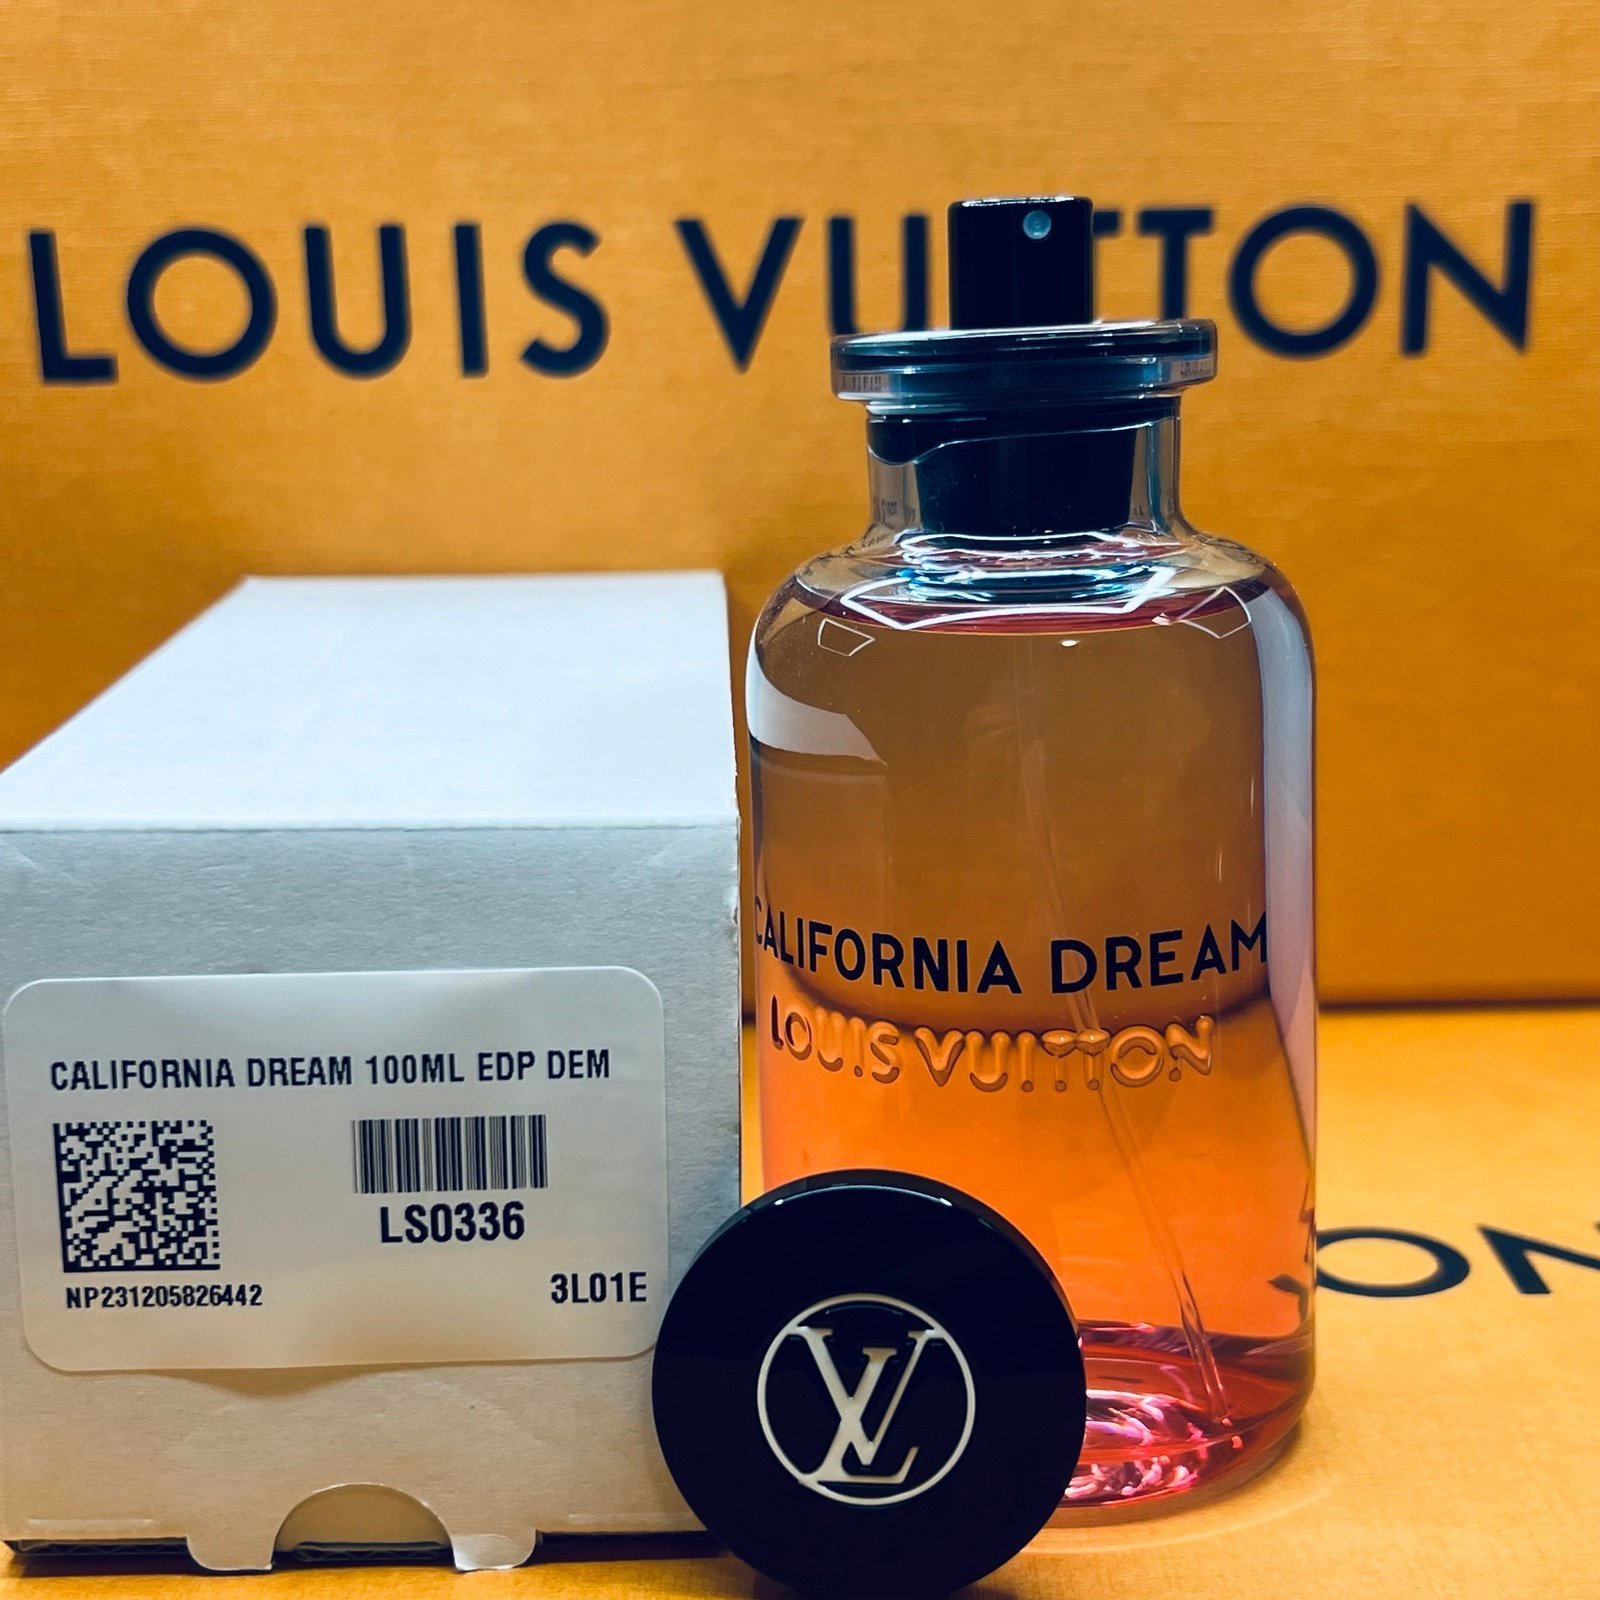 LOUIS VUITTON
CALIFORNIA DREAM
LOUIS VUITTON
CALIFORNIA DREAM 100ML EDP DEM
LS0336
NP231205826442
3L01E
LV